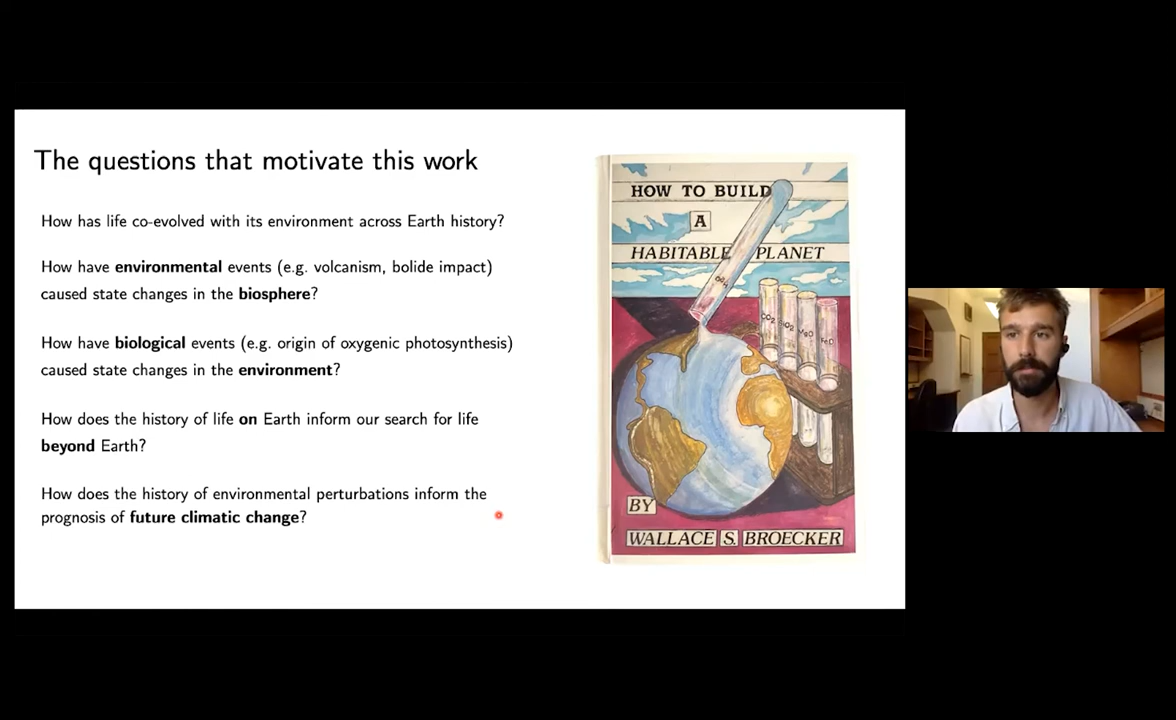 The questions that motivate this work
How has life co-evolved with its environment across Earth history?
How have environmental events (e.g. volcanism, bolide impact)
caused state changes in the biosphere?
How have biological events (e.g. origin of oxygenic photosynthesis)
caused state changes in the environment?
How does the history of life on Earth inform our search for life
beyond Earth?
How does the history of environmental perturbations inform the
prognosis of future climatic change?
HOW TO BUILD
A
HABITABLE PLANET
CO2
MgO
FeO
BY
WALLACE S. BROECKER